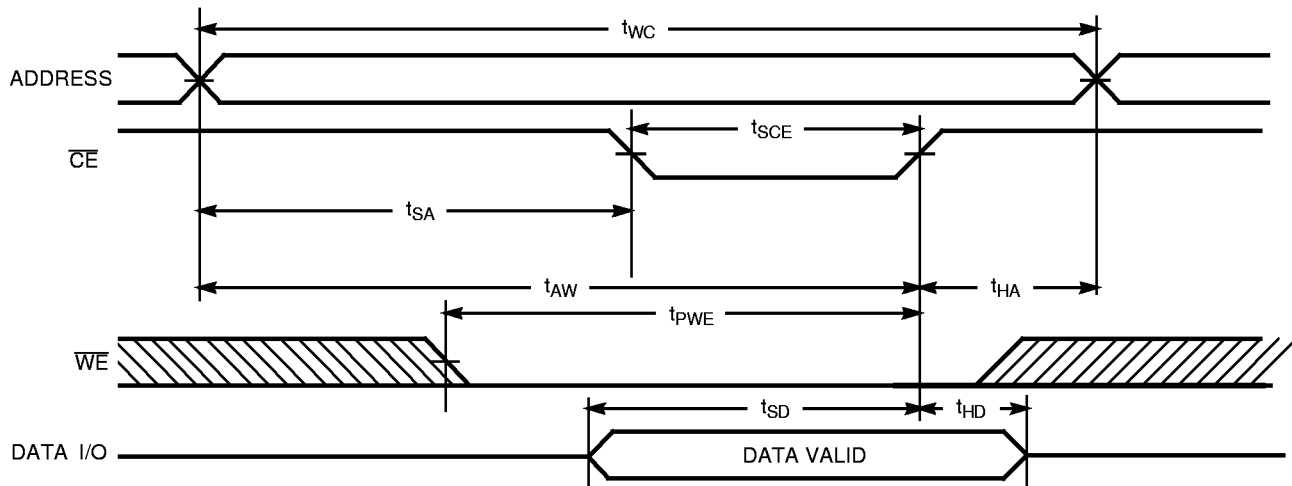 tWC
ADDRESS
tSCE
CE
tSA
tAW
tHA
tPWE
WE
tSD
tHD
DATA I/O
DATA VALID